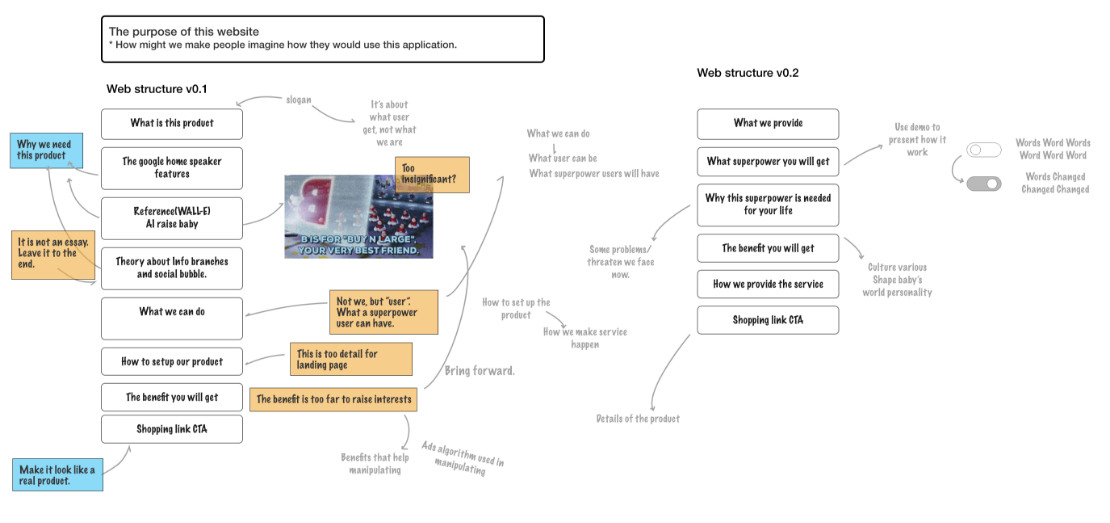 The purpose of this website
* How might we make people imagine how they would use this application.
Web structure v0.1
What is this product
The google home speaker
features
Reference(WALL-E)
AI raise baby
Theory about Info branches
and social bubble.
What we can do
How to setup our product
The benefit you will get
Shopping link CTA
Why we need
this product
It is not an essay.
Leave it to the
end.
Make it look like a
real product.
slogan
It's about
what user
get, not what
we are
Too
insignificant?
B IS FOR "BUY N LARGE",
YOUR VERY BEST FRIEND.
Not we, but "user".
What a superpower
user can have.
This is too detail for
landing page
The benefit is too far to raise interests
Bring forward.
Benefits that help
manipulating
Ads algorithm used in
manipulating
What we can do
What user can be
What superpower users will have
How to set up the
product
How we make service
happen
Web structure v0.2
What we provide
What superpower you will get
Why this superpower is needed
for your life
The benefit you will get
How we provide the service
Shopping link CTA
Use demo to
present how it
work
Words Word Words
Word Word Word
Words Changed
Changed Changed
Some problems/
threaten we face
now.
Culture various
Shape baby's
world personality
Details of the product